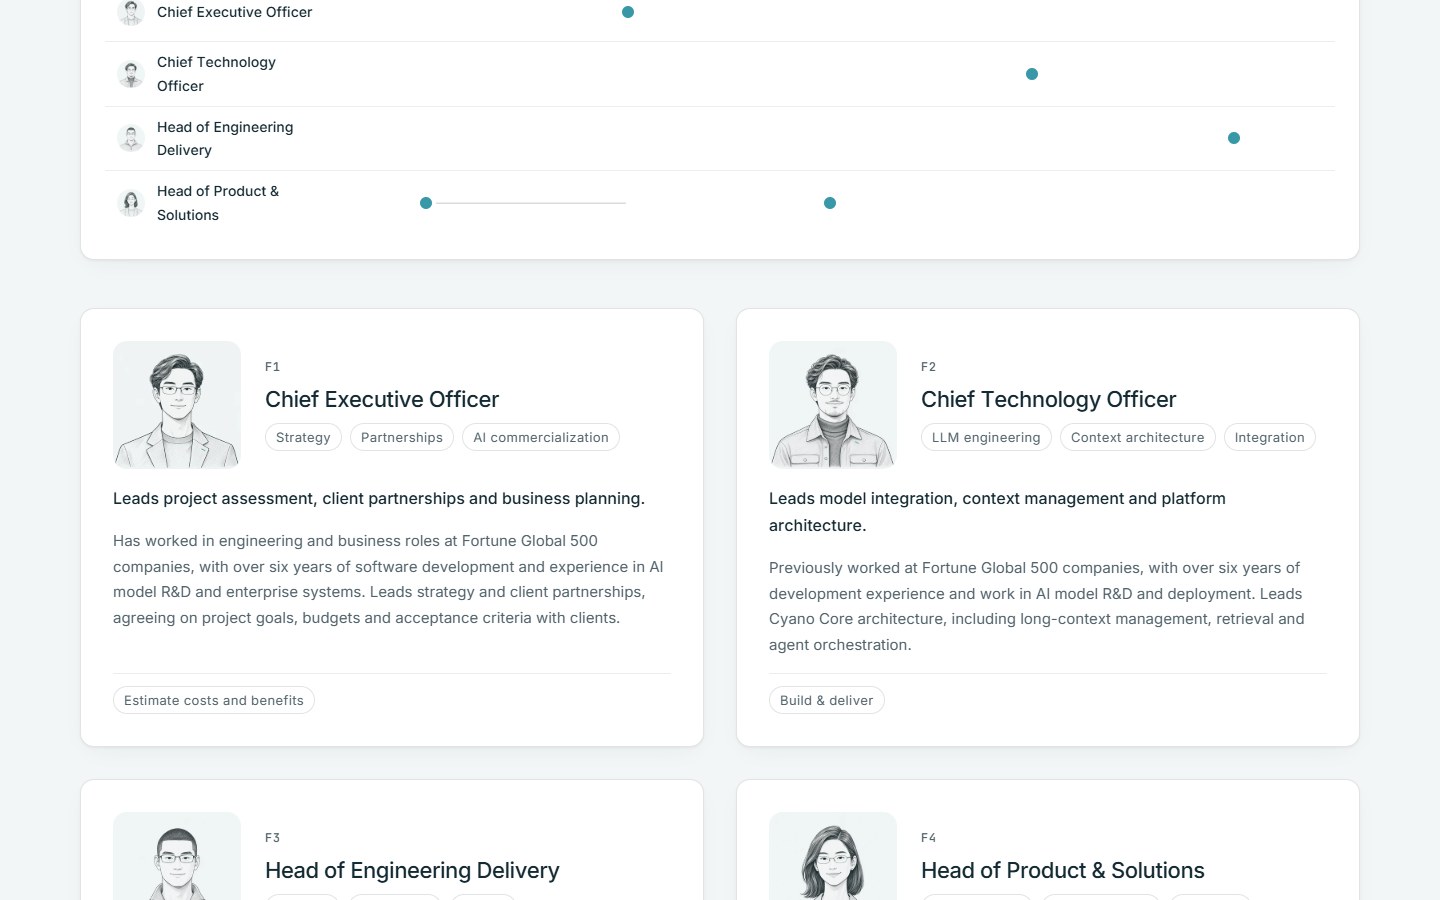 Chief Executive Officer
Chief Technology
Officer
Head of Engineering
Delivery
Head of Product &
Solutions
F1
Chief Executive Officer
Strategy
Partnerships
AI commercialization
Leads project assessment, client partnerships and business planning.
Has worked in engineering and business roles at Fortune Global 500
companies, with over six years of software development and experience in AI
model R&D and enterprise systems. Leads strategy and client partnerships,
agreeing on project goals, budgets and acceptance criteria with clients.
Estimate costs and benefits
F2
Chief Technology Officer
LLM engineering
Context architecture
Integration
Leads model integration, context management and platform
architecture.
Previously worked at Fortune Global 500 companies, with over six years of
development experience and work in AI model R&D and deployment. Leads
Cyano Core architecture, including long-context management, retrieval and
agent orchestration.
Build & deliver
F3
Head of Engineering Delivery
F4
Head of Product & Solutions